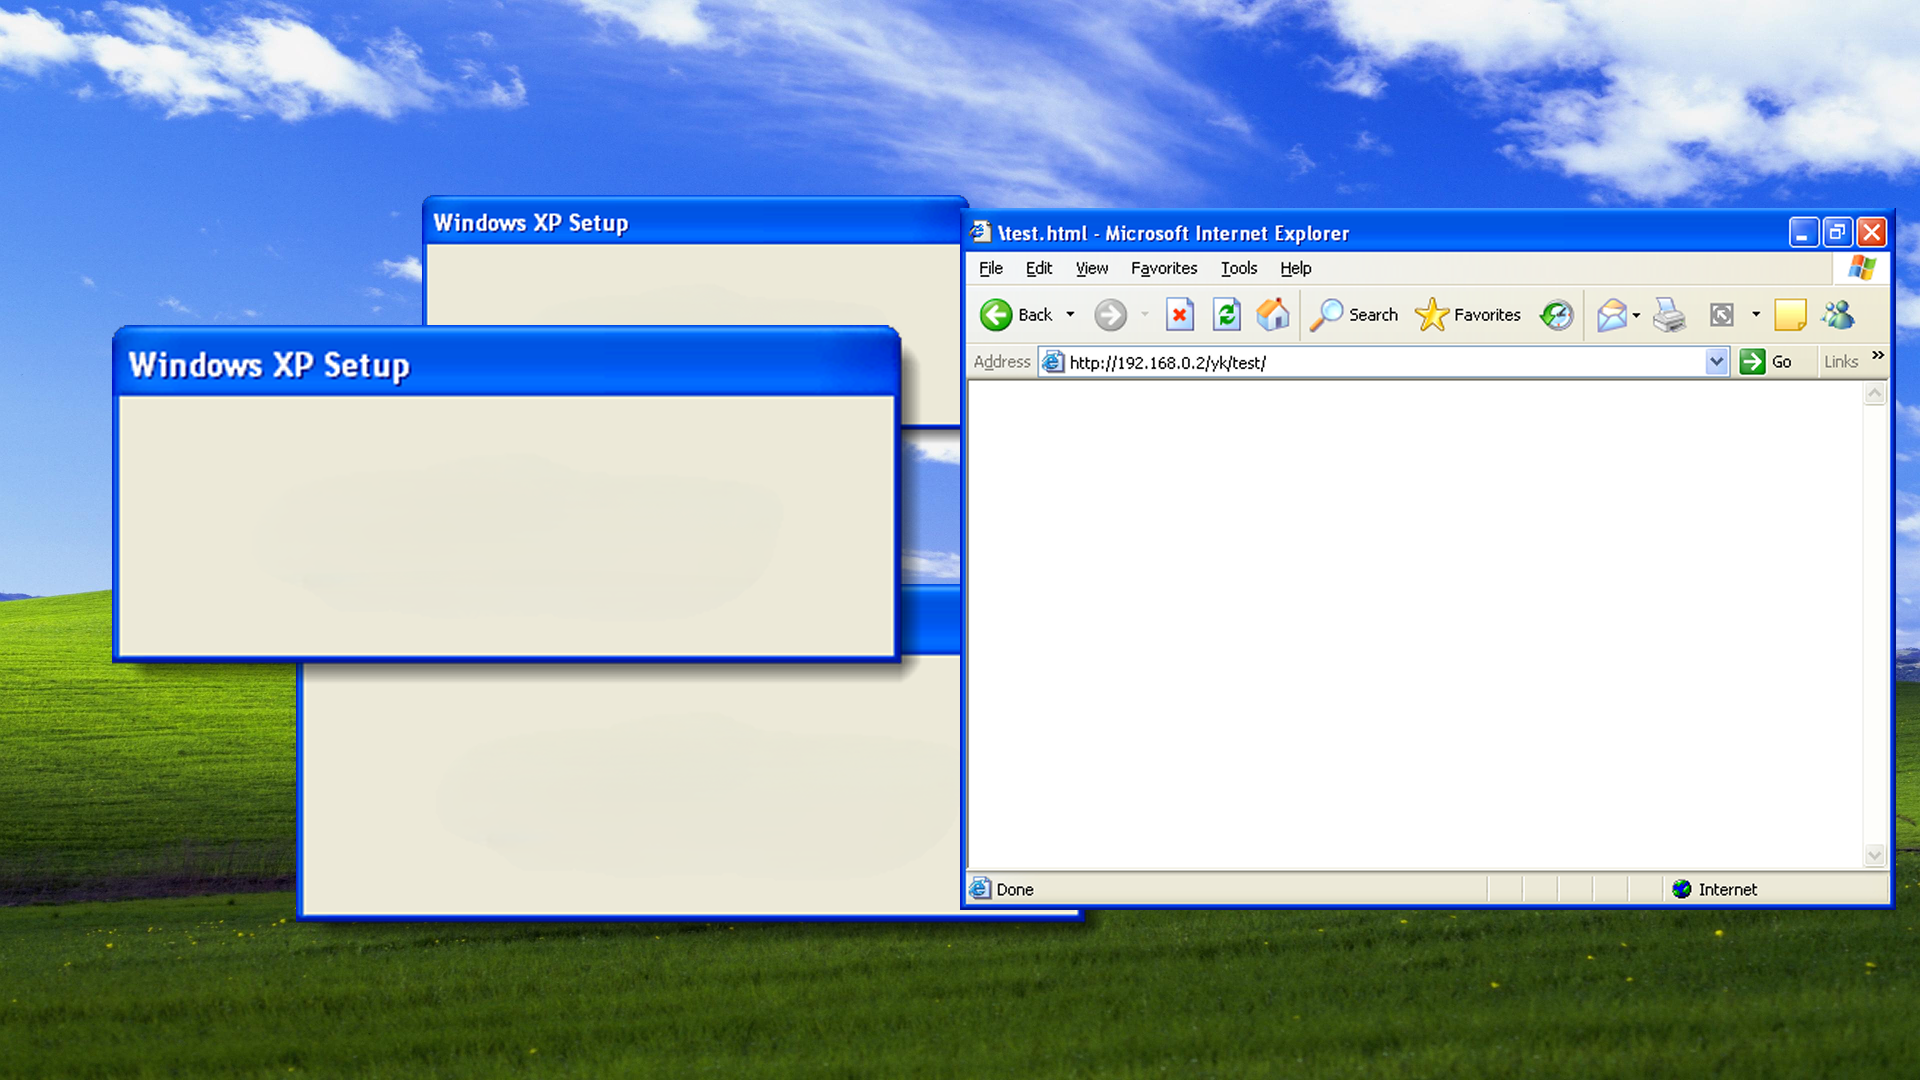 Windows XP Setup
Windows XP Setup
\test.html - Microsoft Internet Explorer
File Edit View Favorites Tools Help
Back Search Favorites
Address http://192.168.0.2/yk/test/ Go Links »
Done Internet